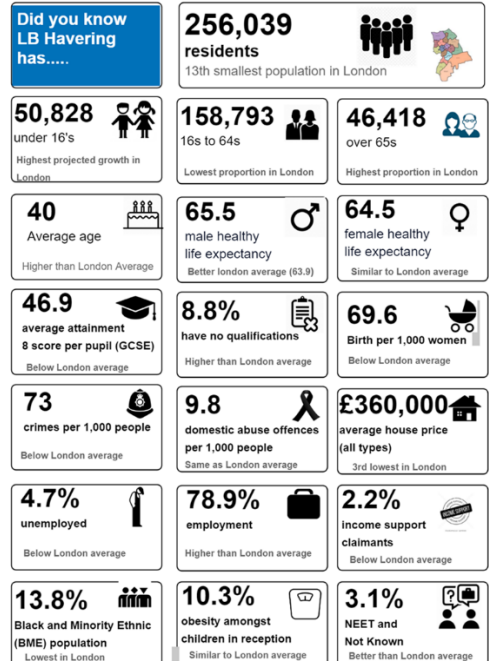 Did you know
LB Havering
has.....
256,039
residents
13th smallest population in London
50,828
under 16's
Highest projected growth in
London
158,793
16s to 64s
Lowest proportion in London
46,418
over 65s
Highest proportion in London
40
Average age
Higher than London Average
65.5
male healthy
life expectancy
Better london average (63.9)
64.5
female healthy
life expectancy
Similar to London average
46.9
average attainment
8 score per pupil (GCSE)
Below London average
8.8%
have no qualifications
Higher than London average
69.6
Birth per 1,000 women
Below London average
73
crimes per 1,000 people
Below London average
9.8
domestic abuse offences
per 1,000 people
Same as London average
£360,000
average house price
(all types)
3rd lowest in London
4.7%
unemployed
Below London average
78.9%
employment
Higher than London average
2.2%
INCOME SUPPORT
income support
claimants
Below London average
13.8%
Black and Minority Ethnic
(BME) population
Lowest in London
10.3%
obesity amongst
children in reception
Similar to London average
3.1%
?
NEET and
Not Known
Better than London average